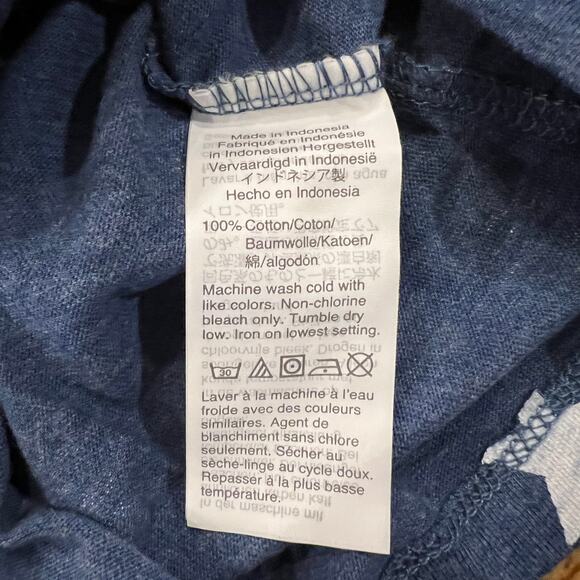 Made in Indonesia
Fabriqué en Indonésie
in Indonesien Hergestellt
Vervaardigd in Indonesië
インドネシア製
Hecho en Indonesia
100% Cotton/Coton/
Baumwolle/Katoen/
綿/algodón
Machine wash cold with
like colors. Non-chlorine
bleach only. Tumble dry
low. Iron on lowest setting.
30
Laver à la machine à l'eau
froide avec des couleurs
similaires. Agent de
blanchiment sans chlore
seulement. Sécher au
sèche-linge au cycle doux.
Repasser à la plus basse
température.